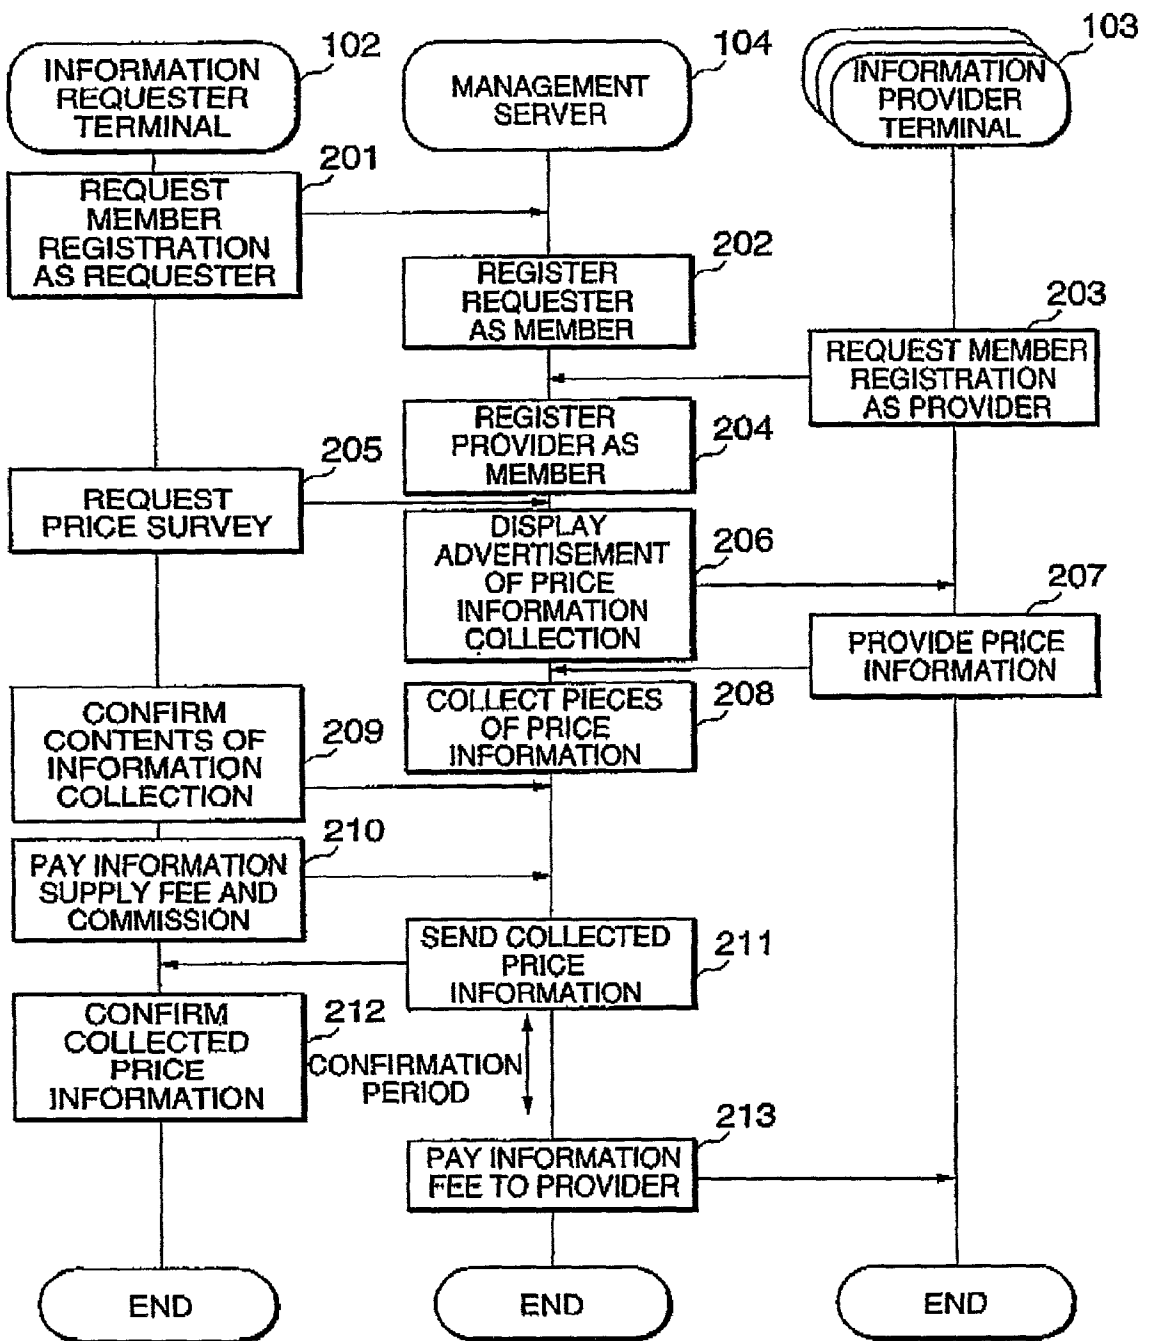 102
INFORMATION
REQUESTER
TERMINAL
104
MANAGEMENT
SERVER
103
INFORMATION
PROVIDER
TERMINAL
201
REQUEST
MEMBER
REGISTRATION
AS REQUESTER
202
REGISTER
REQUESTER
AS MEMBER
203
REQUEST MEMBER
REGISTRATION
AS PROVIDER
204
REGISTER
PROVIDER AS
MEMBER
205
REQUEST
PRICE SURVEY
206
DISPLAY
ADVERTISEMENT
OF PRICE
INFORMATION
COLLECTION
207
PROVIDE PRICE
INFORMATION
208
COLLECT PIECES
OF PRICE
INFORMATION
209
CONFIRM
CONTENTS OF
INFORMATION
COLLECTION
210
PAY INFORMATION
SUPPLY FEE AND
COMMISSION
211
SEND COLLECTED
PRICE
INFORMATION
212
CONFIRM
COLLECTED
PRICE
INFORMATION
CONFIRMATION
PERIOD
213
PAY INFORMATION
FEE TO PROVIDER
END
END
END